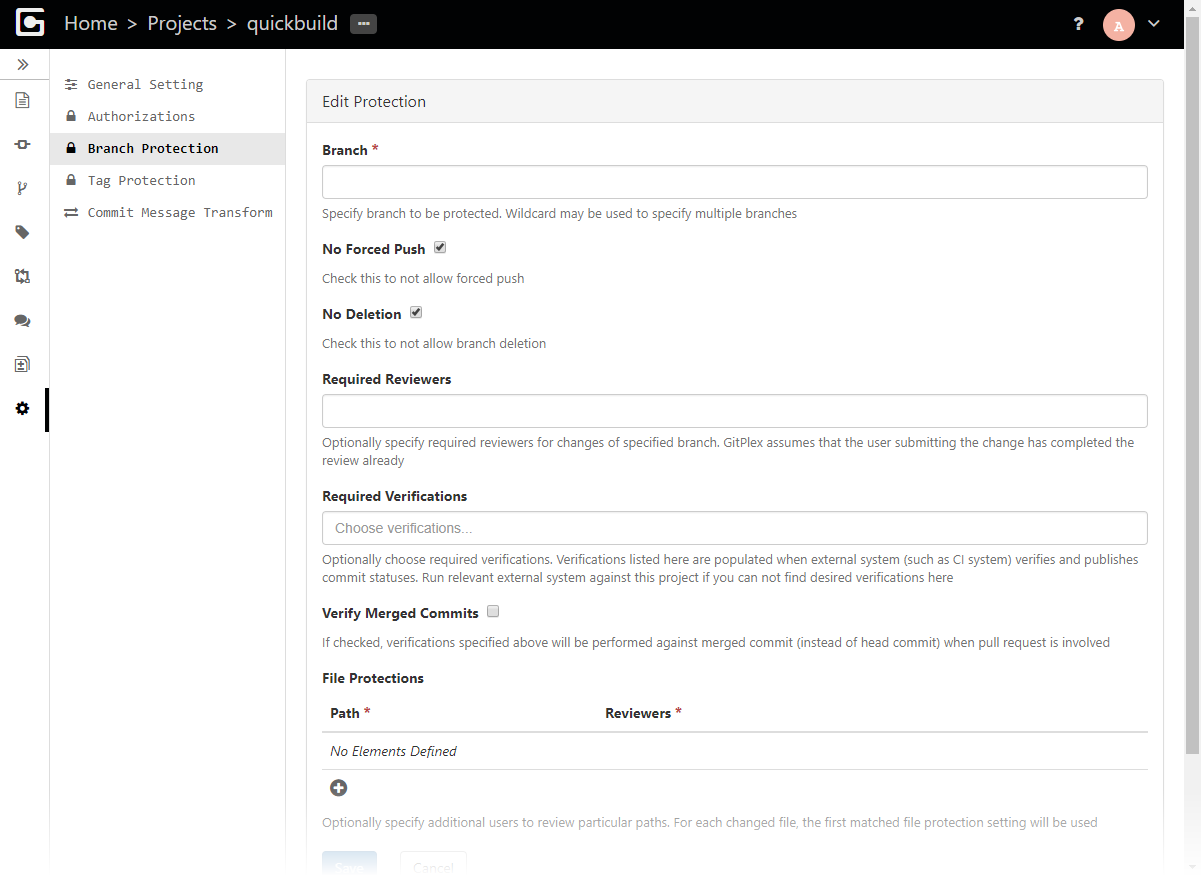 Home > Projects > quickbuild ···
? A
General Setting
Authorizations
Branch Protection
Tag Protection
Commit Message Transform
Edit Protection
Branch *
Specify branch to be protected. Wildcard may be used to specify multiple branches
No Forced Push
Check this to not allow forced push
No Deletion
Check this to not allow branch deletion
Required Reviewers
Optionally specify required reviewers for changes of specified branch. GitPlex assumes that the user submitting the change has completed the
review already
Required Verifications
Choose verifications...
Optionally choose required verifications. Verifications listed here are populated when external system (such as CI system) verifies and publishes
commit statuses. Run relevant external system against this project if you can not find desired verifications here
Verify Merged Commits
If checked, verifications specified above will be performed against merged commit (instead of head commit) when pull request is involved
File Protections
Path * Reviewers *
No Elements Defined
Optionally specify additional users to review particular paths. For each changed file, the first matched file protection setting will be used
Save Cancel